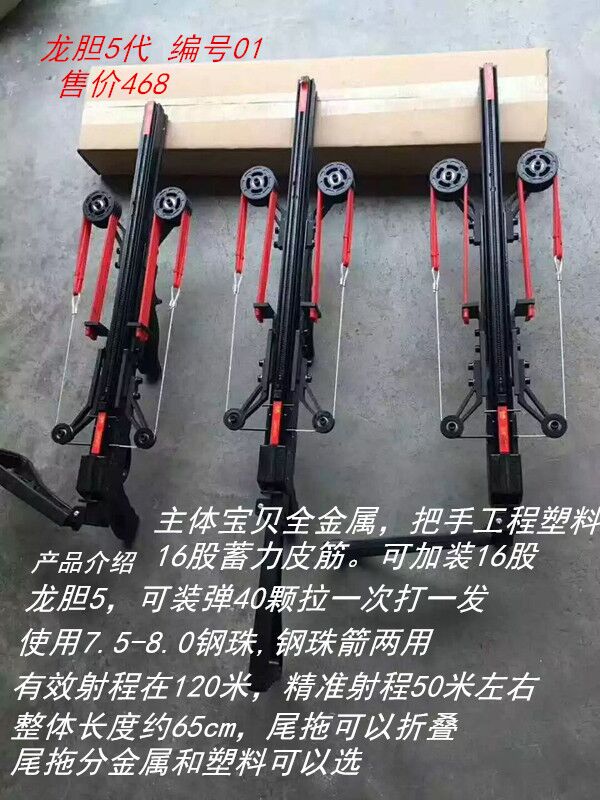 龙胆5代 编号01
售价468
主体宝贝全金属，把手工程塑料
产品介绍 16股蓄力皮筋。可加装16股
龙胆5，可装弹40颗拉一次打一发
使用7.5-8.0钢珠,钢珠箭两用
有效射程在120米，精准射程50米左右
整体长度约65cm，尾拖可以折叠
尾拖分金属和塑料可以选